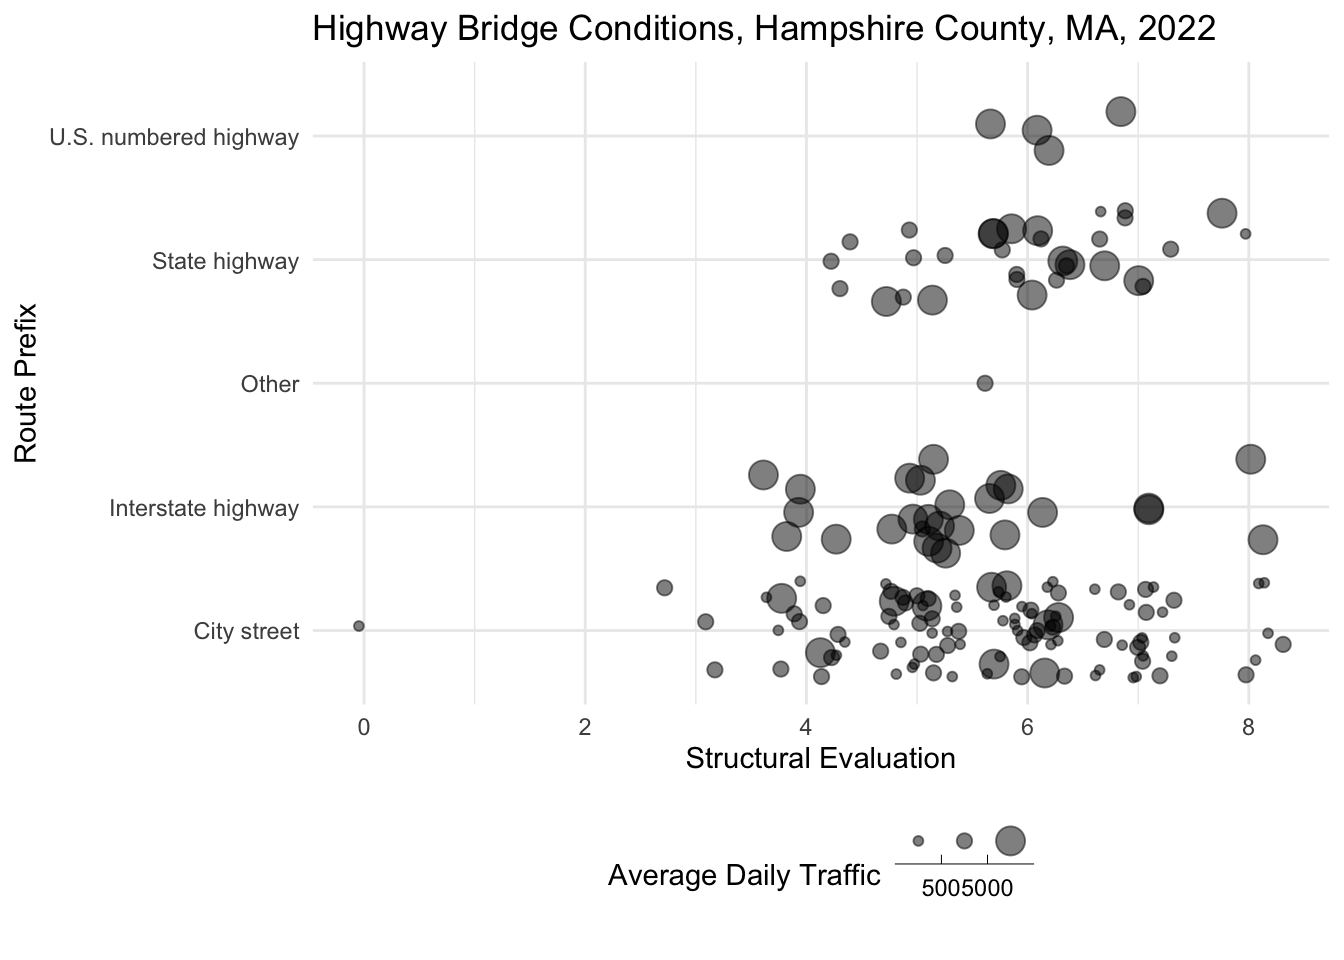 Highway Bridge Conditions, Hampshire County, MA, 2022
Route Prefix
U.S. numbered highway
State highway
Other
Interstate highway
City street
0 2 4 6 8
Structural Evaluation
Average Daily Traffic
5005000